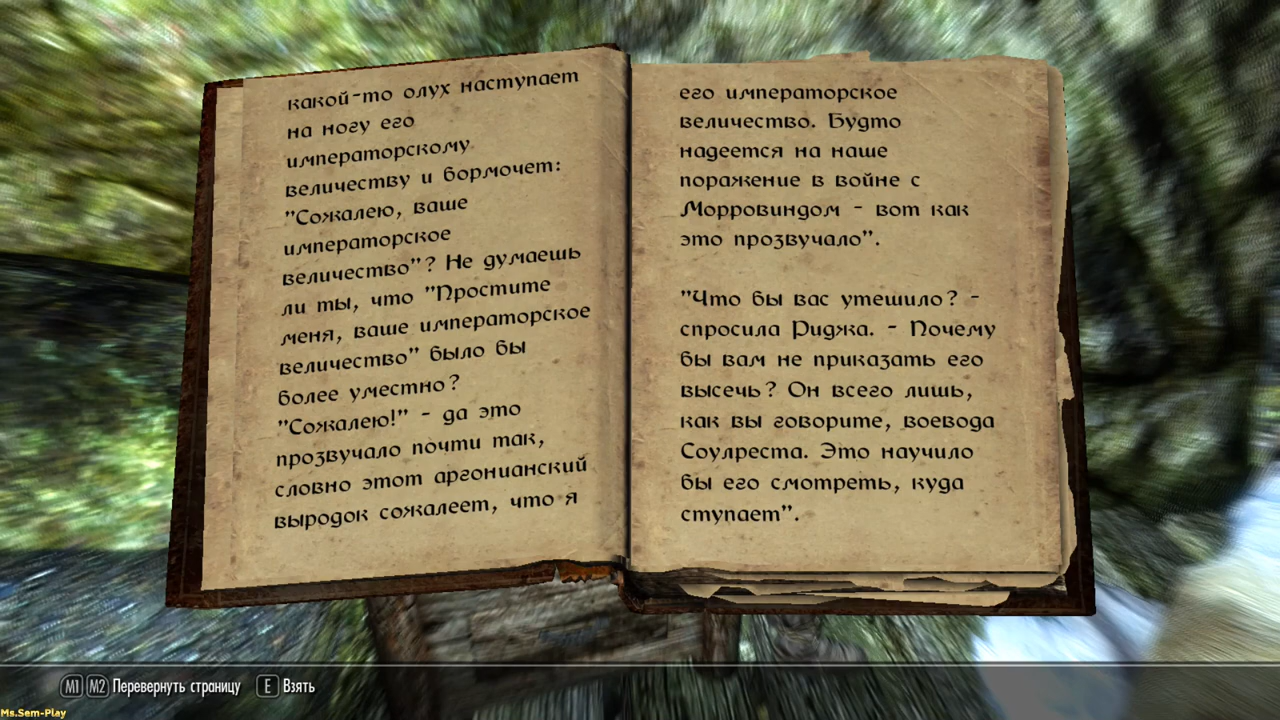 какой-то олух наступает
на ногу его
императорскому
величеству и бормочет:
"Сожалею, ваше
императорское
величество"? Не думаешь
ли ты, что "Простите
меня, ваше императорское
величество" было бы
более уместно?
"Сожалею!" - да это
прозвучало почти так,
словно этот аргонианский
выродок сожалеет, что я
его императорское
величество. Будто
надеется на наше
поражение в войне с
Морровиндом - вот как
это прозвучало".
"Что бы вас утешило? -
спросила Риджа. - Почему
бы вам не приказать его
высечь? Он всего лишь,
как вы говорите, воевода
Соулреста. Это научило
бы его смотреть, куда
ступает".
M1 M2 Перевернуть страницу E Взять
Ms.Sem-Play